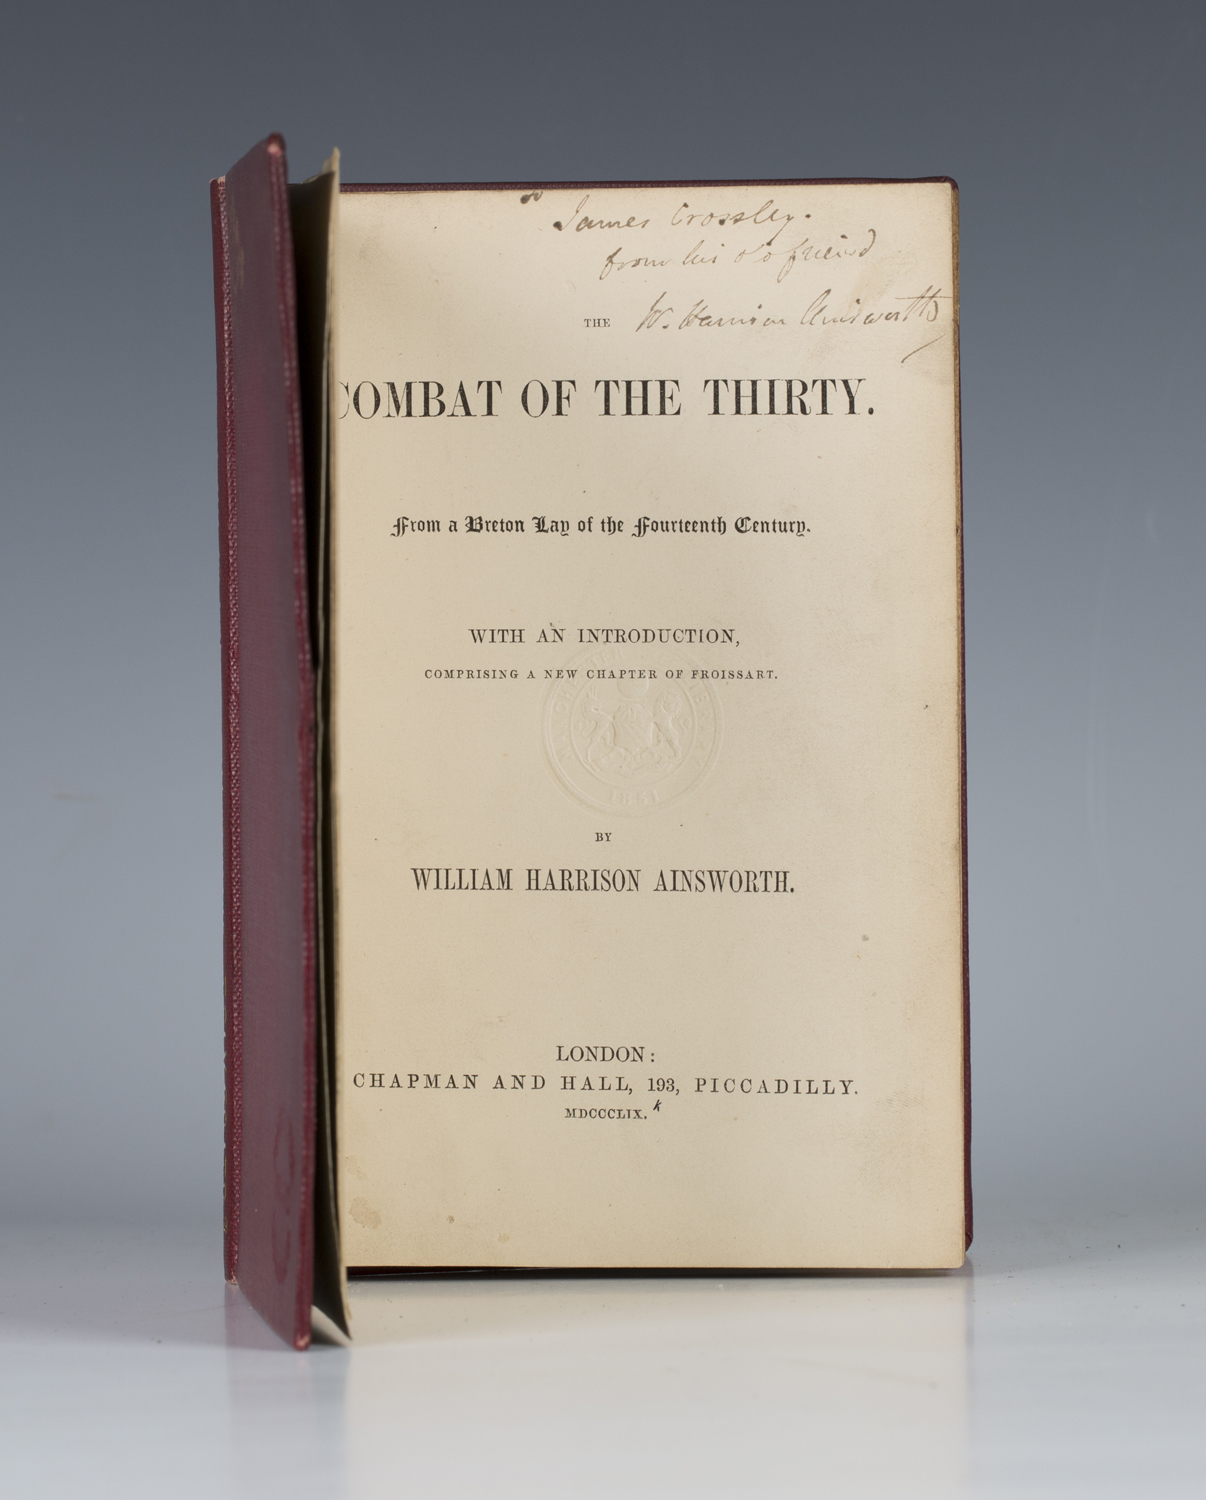 To James Crossley.
from his old friend
W. Harrison Ainsworth
THE
COMBAT OF THE THIRTY.
From a Breton Lay of the Fourteenth Century.
WITH AN INTRODUCTION,
COMPRISING A NEW CHAPTER OF FROISSART.
BY
WILLIAM HARRISON AINSWORTH.
LONDON:
CHAPMAN AND HALL, 193, PICCADILLY.
MDCCCLIX.